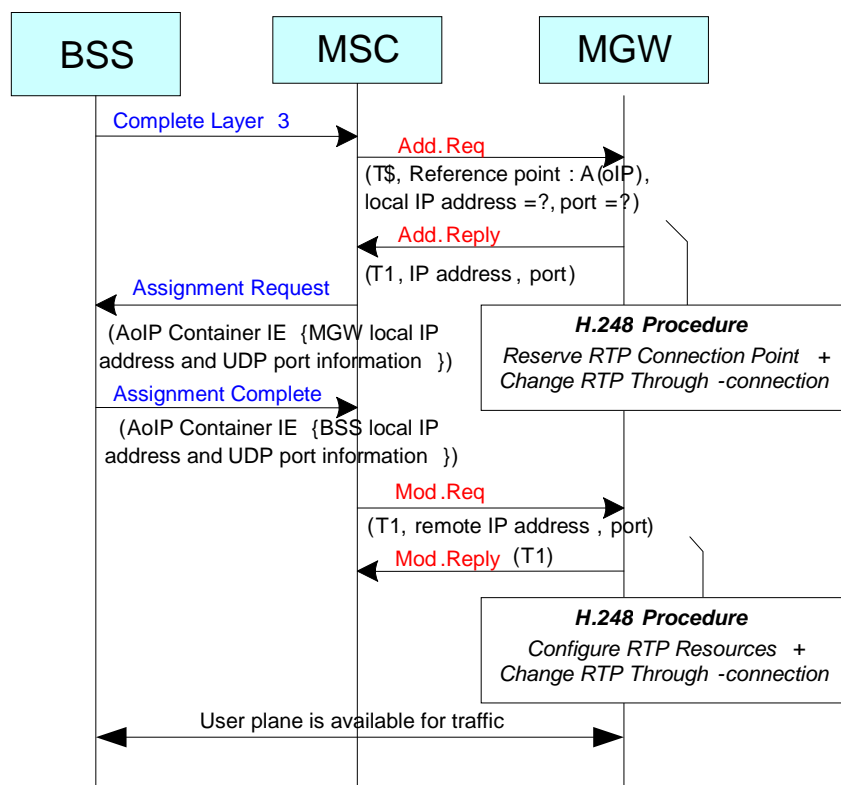 BSS
MSC
MGW
Complete Layer 3
Add.Req
(T$, Reference point : A(oIP),
local IP address =?, port =?)
Add.Reply
(T1, IP address, port)
Assignment Request
(AoIP Container IE {MGW local IP
address and UDP port information })
H.248 Procedure
Reserve RTP Connection Point +
Change RTP Through -connection
Assignment Complete
(AoIP Container IE {BSS local IP
address and UDP port information })
Mod.Req
(T1, remote IP address, port)
Mod.Reply (T1)
H.248 Procedure
Configure RTP Resources +
Change RTP Through -connection
User plane is available for traffic